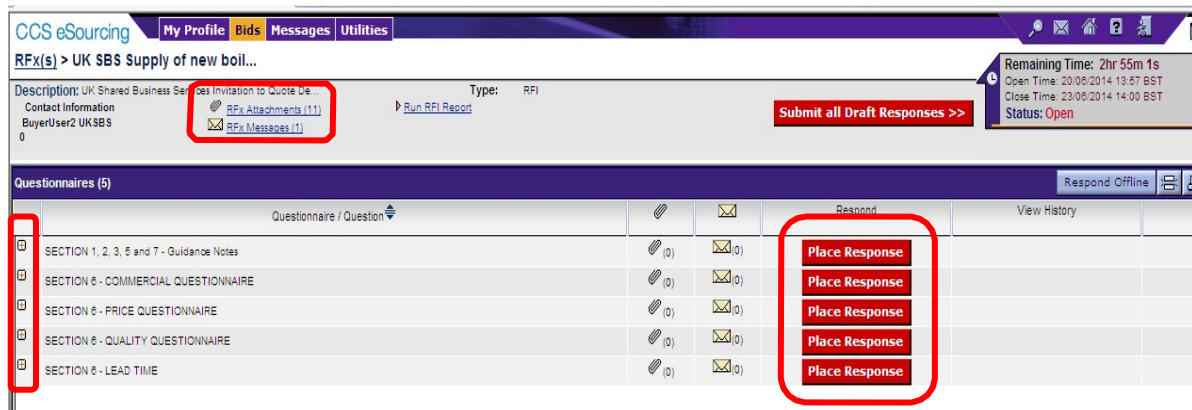 CCS eSourcing My Profile Bids Messages Utilities
RFx(s) > UK SBS Supply of new boil...
Remaining Time: 2hr 55m 1s
Open Time: 20/06/2014 13:57 BST
Close Time: 23/06/2014 14:00 BST
Status: Open
Description: UK Shared Business Services Invitation to Quote De... Type: RFI
Contact Information RFx Attachments (11) Run RFI Report
BuyerUser2 UKSBS RFx Messages (1)
0
Submit all Draft Responses >>
Questionnaires (5) Respond Offline
Questionnaire / Question Respond View History
SECTION 1, 2, 3, 5 and 7 - Guidance Notes (0) (0) Place Response
SECTION 6 - COMMERCIAL QUESTIONNAIRE (0) (0) Place Response
SECTION 6 - PRICE QUESTIONNAIRE (0) (0) Place Response
SECTION 6 - QUALITY QUESTIONNAIRE (0) (0) Place Response
SECTION 6 - LEAD TIME (0) (0) Place Response